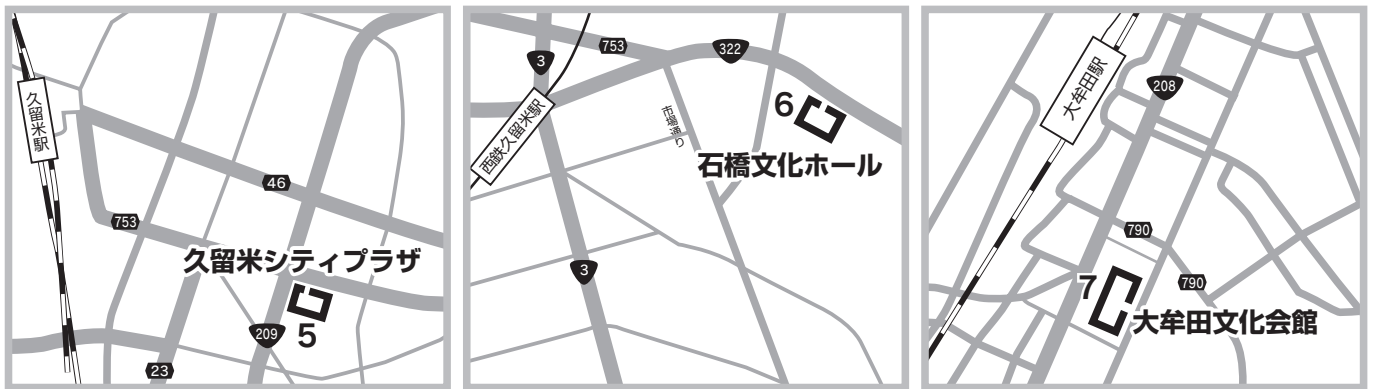 久留米駅
46
753
久留米シティプラザ
5
209
23
3
753
322
西鉄久留米駅
市場通り
6
石橋文化ホール
3
大牟田駅
208
790
7
790
大牟田文化会館